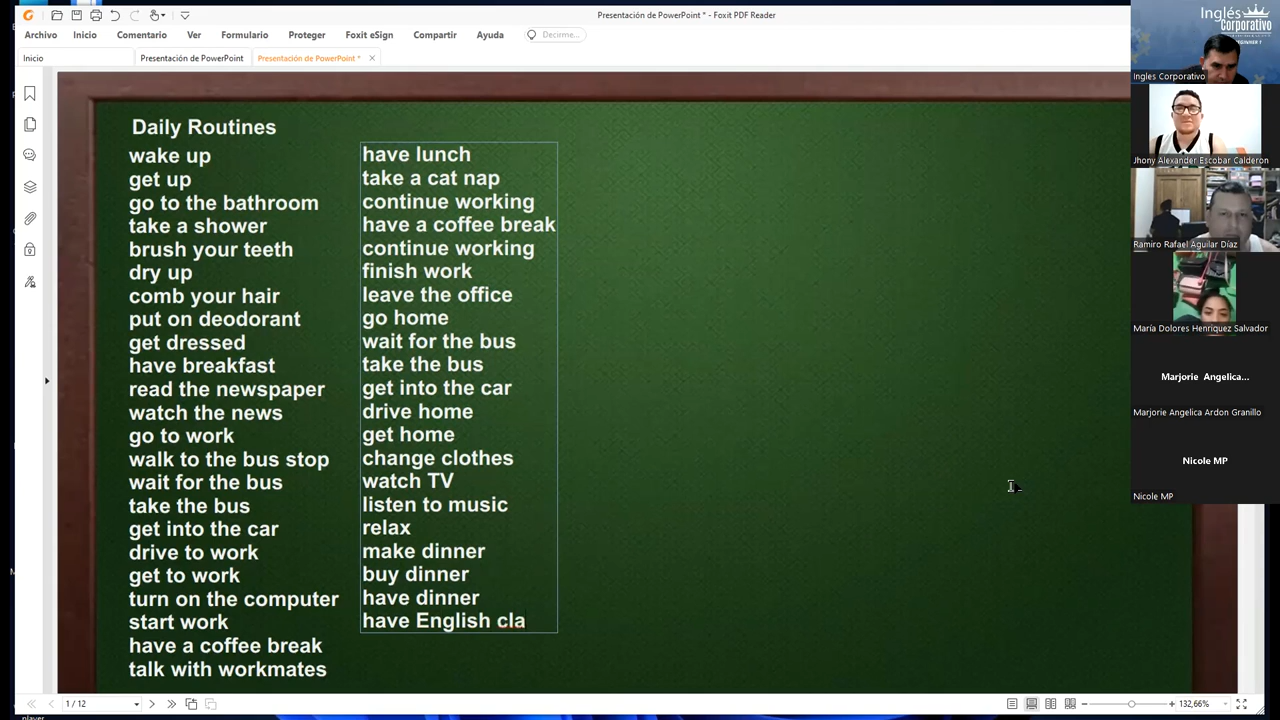 Presentación de PowerPoint * - Foxit PDF Reader
Archivo Inicio Comentario Ver Formulario Proteger Foxit eSign Compartir Ayuda Decirme...
Inicio Presentación de PowerPoint Presentación de PowerPoint *
Daily Routines
wake up
get up
go to the bathroom
take a shower
brush your teeth
dry up
comb your hair
put on deodorant
get dressed
have breakfast
read the newspaper
watch the news
go to work
walk to the bus stop
wait for the bus
take the bus
get into the car
drive to work
get to work
turn on the computer
start work
have a coffee break
talk with workmates
have lunch
take a cat nap
continue working
have a coffee break
continue working
finish work
leave the office
go home
wait for the bus
take the bus
get into the car
drive home
get home
change clothes
watch TV
listen to music
relax
make dinner
buy dinner
have dinner
have English cla
Inglés
Corporativo
Ingles Corporativo
Jhony Alexander Escobar Calderon
Ramiro Rafael Aguilar Díaz
María Dolores Henriquez Salvador
Marjorie Angelica...
Marjorie Angelica Ardon Granillo
Nicole MP
Nicole MP
1 / 12
132,66%